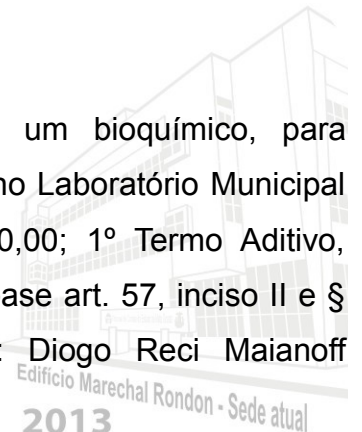 um bioquímico, para
no Laboratório Municipal
0,00; 1º Termo Aditivo,
ase art. 57, inciso II e §
: Diogo Reci Maianoff
Edifício Marechal Rondon - Sede atual
2013